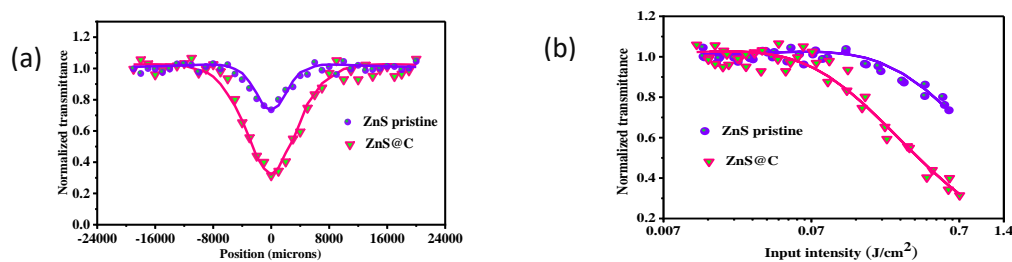 (a)
Normalized transmittance
1.2
1.0
0.8
0.6
0.4
0.2
0.0
ZnS pristine
ZnS@C
-24000 -16000 -8000 0 8000 16000 24000
Position (microns)
(b)
Normalized transmittance
1.2
1.0
0.8
0.6
0.4
0.2
ZnS pristine
ZnS@C
0.007 0.07 0.7 1.4
Input intensity (J/cm²)